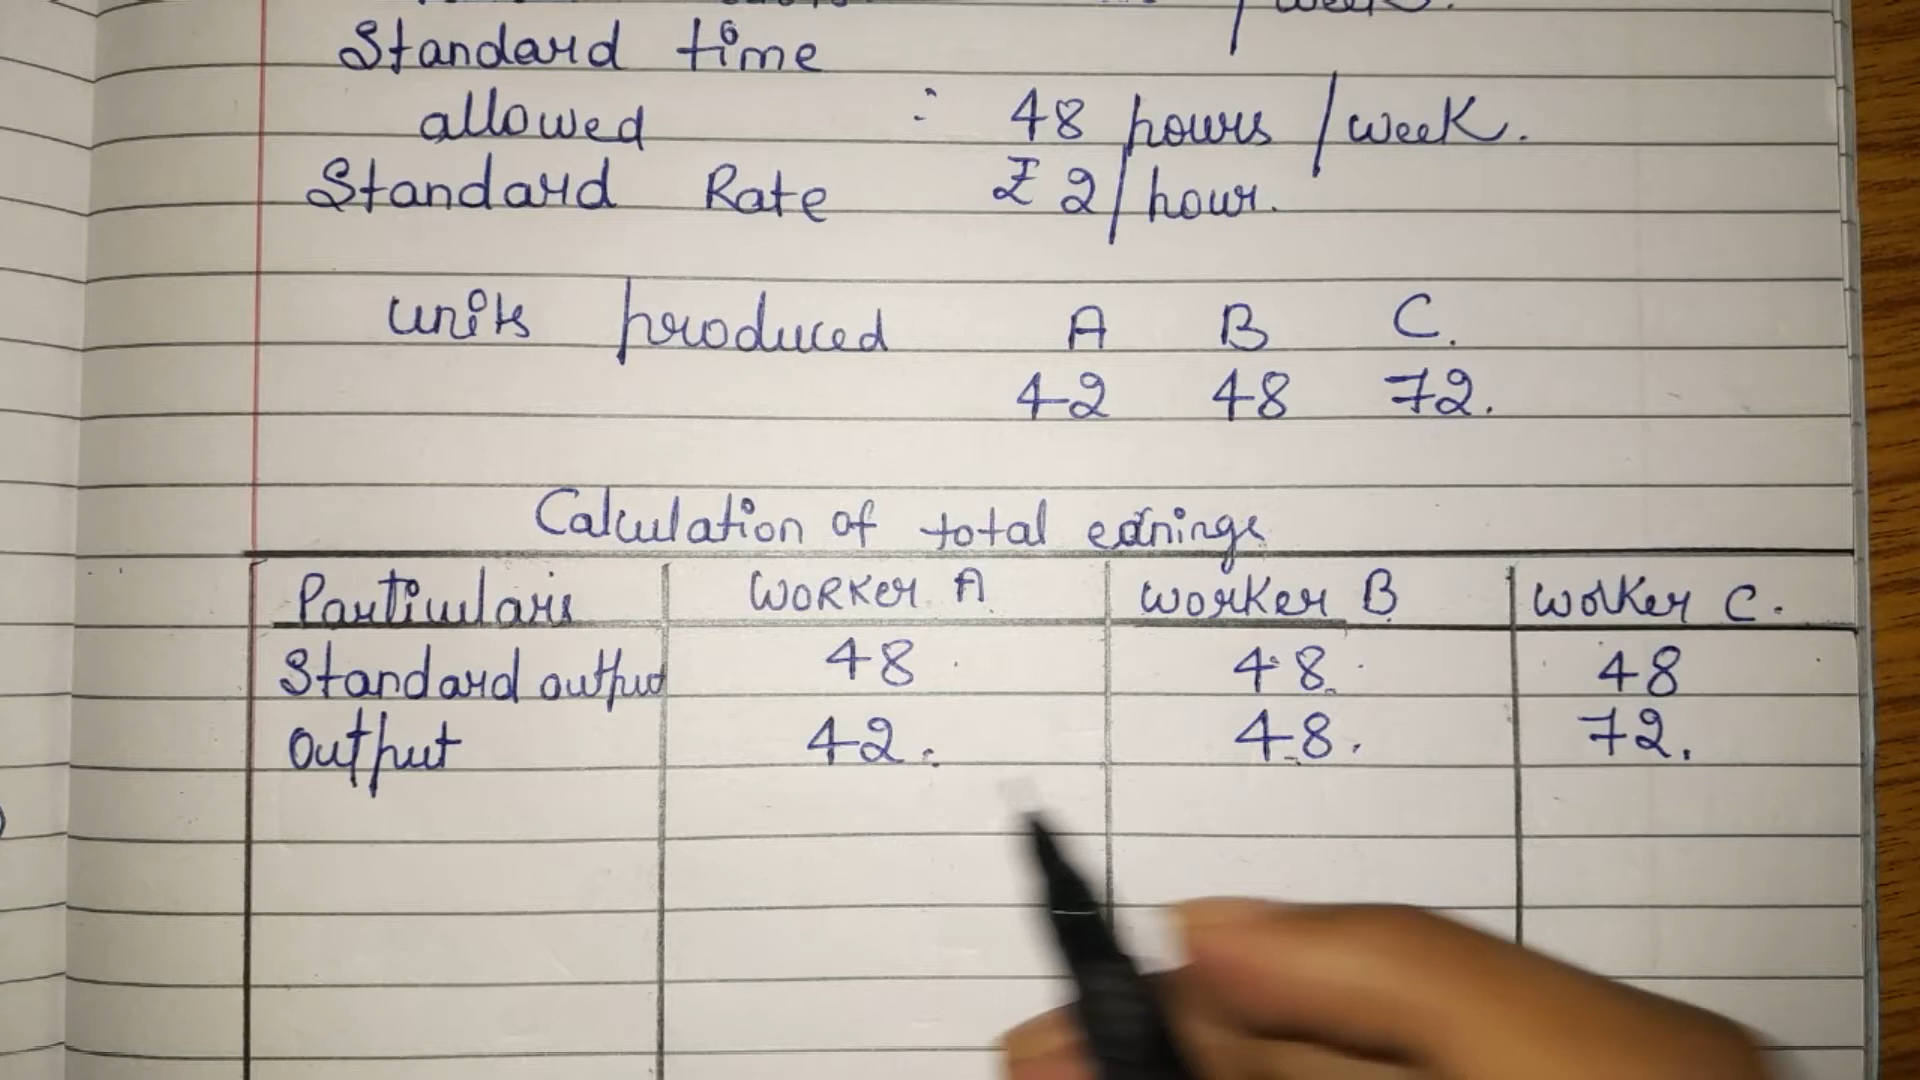 Standard time
allowed : 48 hours / week.
Standard Rate ₹ 2 / hour.
units produced A B C.
42 48 72.
Calculation of total earnings
Particulars Worker A Worker B Worker C.
Standard output 48 48 48
Output 42. 48. 72.